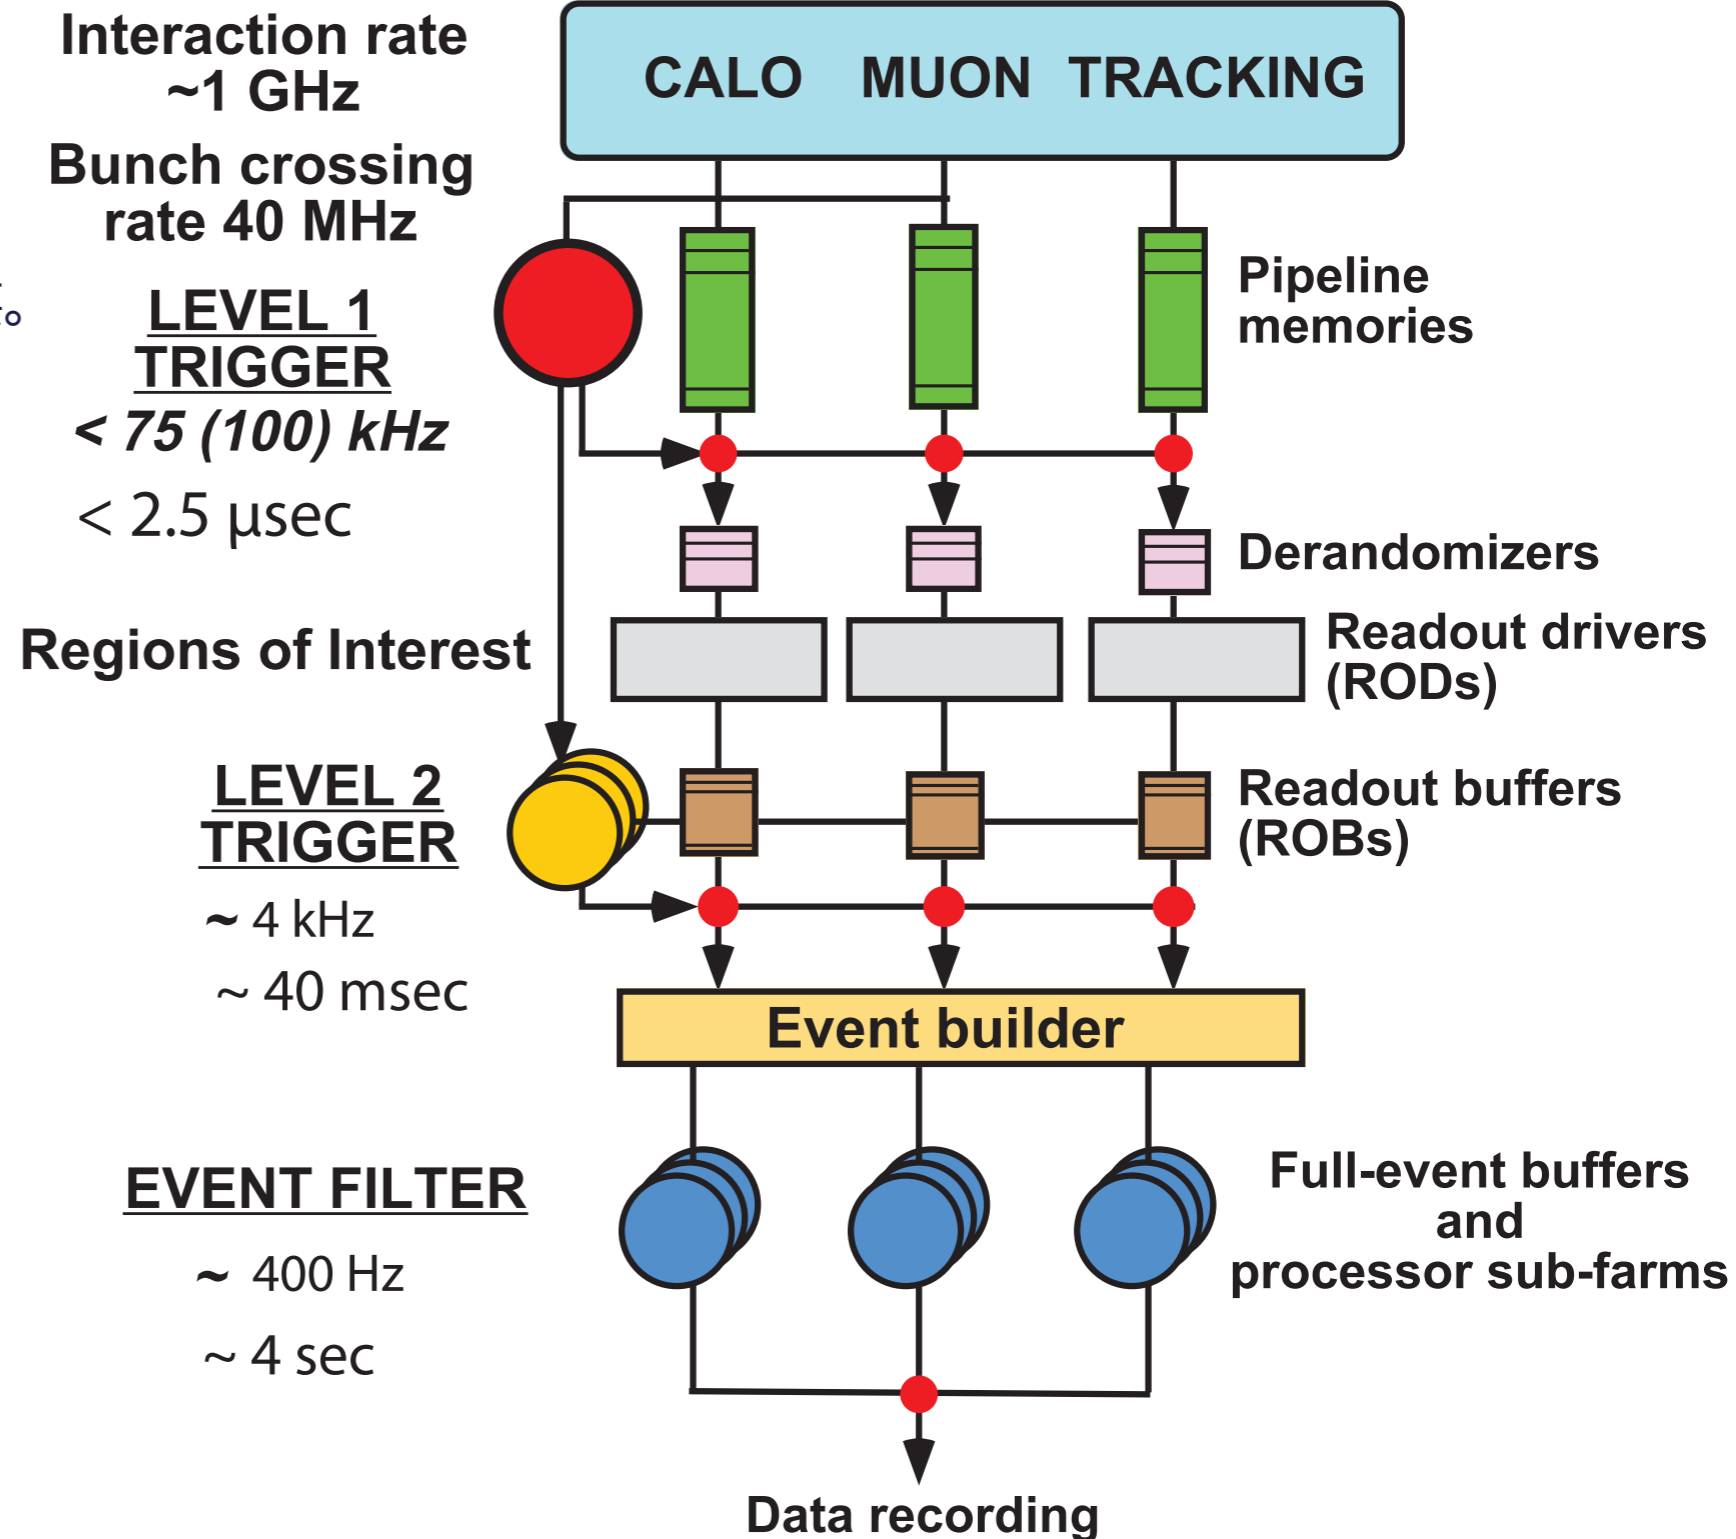 Interaction rate
~1 GHz
Bunch crossing
rate 40 MHz
LEVEL 1
TRIGGER
< 75 (100) kHz
< 2.5 μsec
Regions of Interest
LEVEL 2
TRIGGER
~ 4 kHz
~ 40 msec
EVENT FILTER
~ 400 Hz
~ 4 sec
CALO MUON TRACKING
Pipeline
memories
Derandomizers
Readout drivers
(RODs)
Readout buffers
(ROBs)
Event builder
Full-event buffers
and
processor sub-farms
Data recording